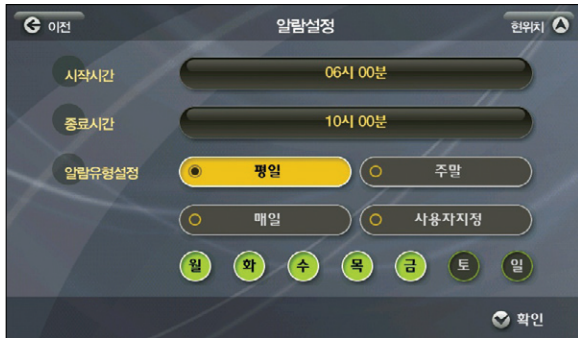 이전 알람설정 현위치
시작시간 06시 00분
종료시간 10시 00분
알람유형설정 평일 주말
매일 사용자지정
월 화 수 목 금 토 일
확인